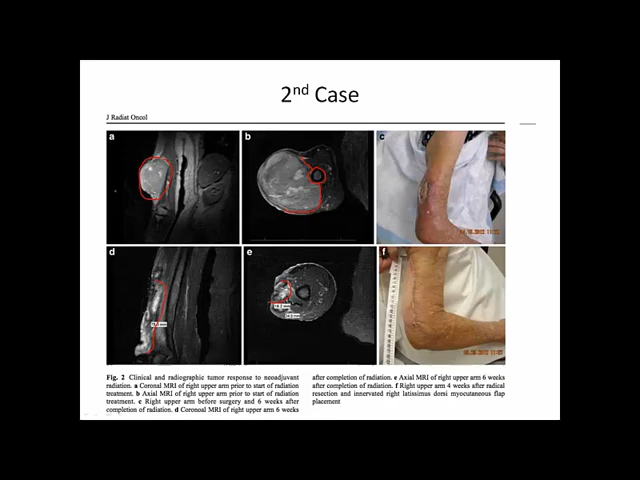 2nd Case
J Radiat Oncol
a
b
c
d
e
f
Fig. 2 Clinical and radiographic tumor response to neoadjuvant
radiation. a Coronal MRI of right upper arm prior to start of radiation
treatment. b Axial MRI of right upper arm prior to start of radiation
treatment. c Right upper arm before surgery and 6 weeks after
completion of radiation. d Coronoal MRI of right upper arm 6 weeks
after completion of radiation. e Axial MRI of right upper arm 6 weeks
after completion of radiation. f Right upper arm 4 weeks after radical
resection and innervated right latissimus dorsi myocutaneous flap
placement